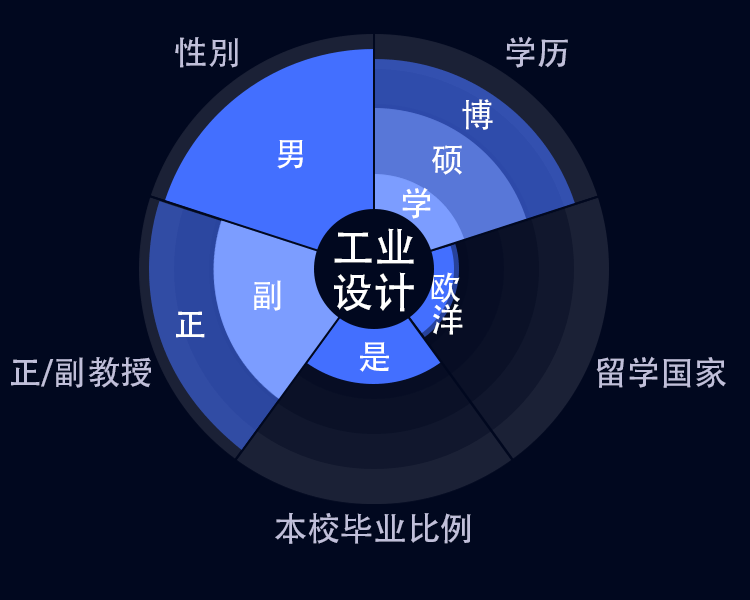 性别
学历
男
博
硕
学
工业
设计
欧
洋
副
正
是
正/副教授
留学国家
本校毕业比例